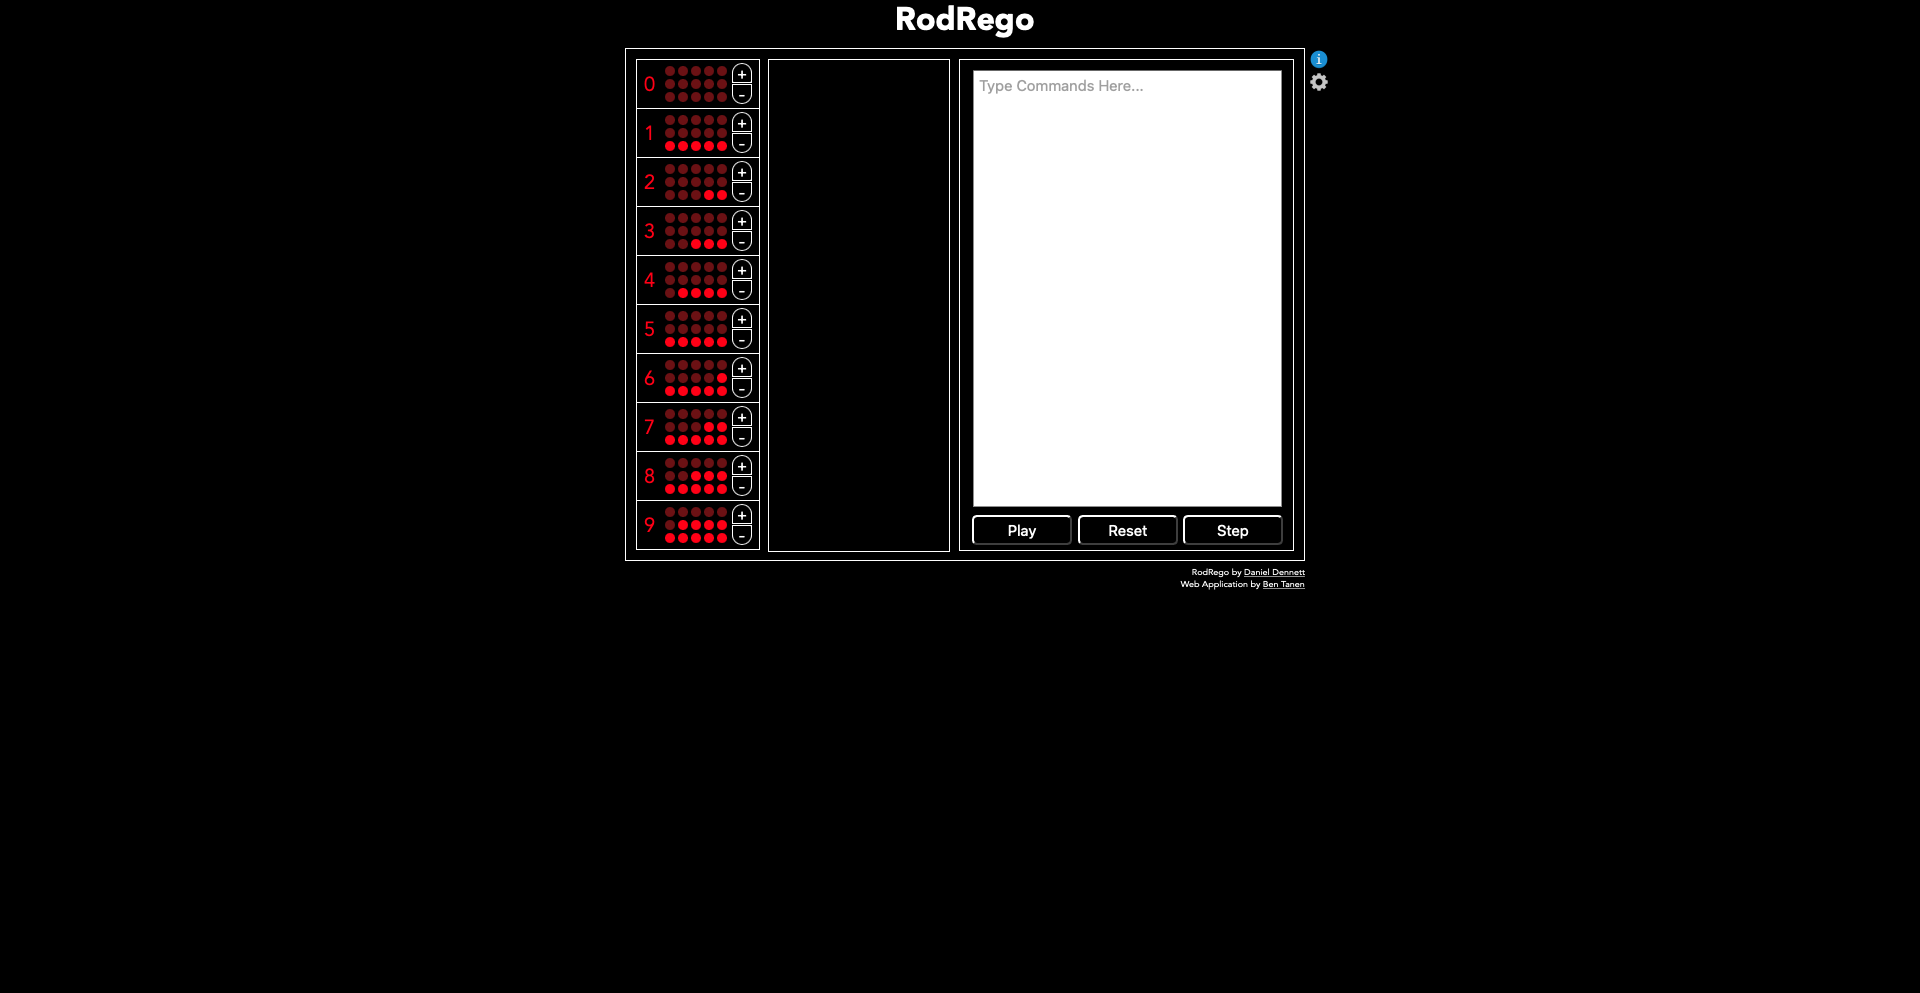 RodRego
0 + -
1 + -
2 + -
3 + -
4 + -
5 + -
6 + -
7 + -
8 + -
9 + -
Type Commands Here...
Play Reset Step
i
RodRego by Daniel Dennett
Web Application by Ben Tanen